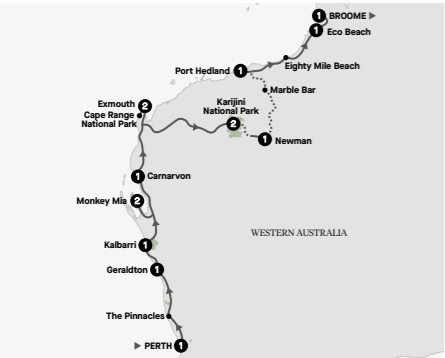 1 BROOME ▶
1 Eco Beach
Eighty Mile Beach
Port Hedland 1
Marble Bar
Exmouth 2
Cape Range
National Park
Karijini
National Park
2
1 Newman
1 Carnarvon
Monkey Mia 2
WESTERN AUSTRALIA
Kalbarri 1
Geraldton 1
The Pinnacles
▶ PERTH 1